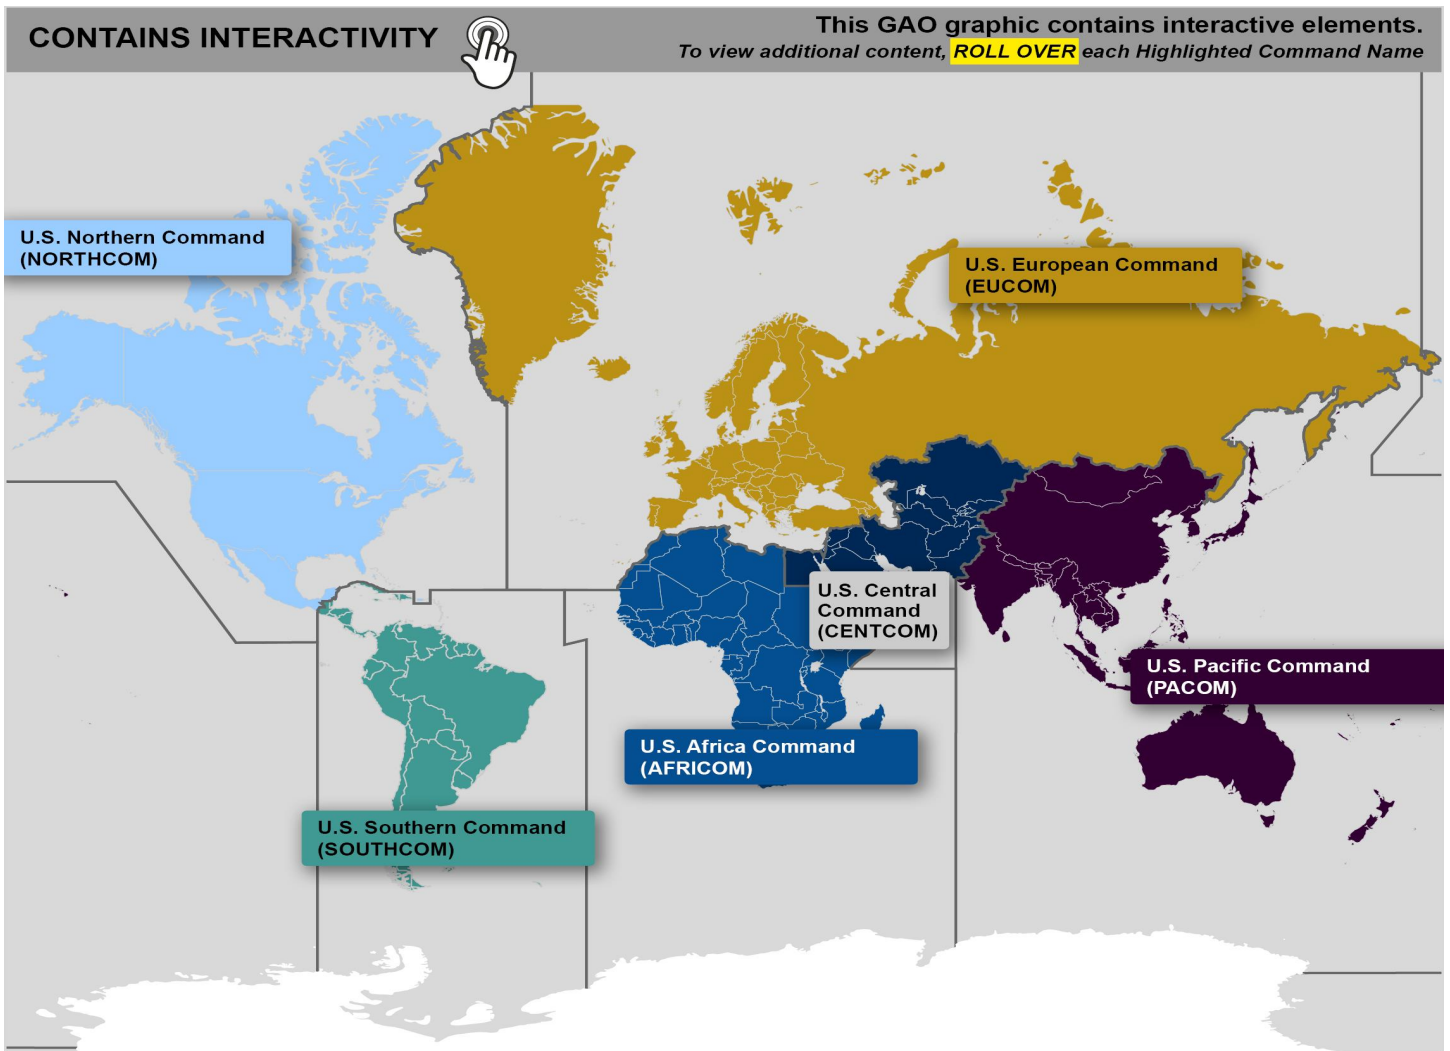 CONTAINS INTERACTIVITY
This GAO graphic contains interactive elements.
To view additional content, ROLL OVER each Highlighted Command Name
U.S. Northern Command
(NORTHCOM)
U.S. European Command
(EUCOM)
U.S. Central
Command
(CENTCOM)
U.S. Pacific Command
(PACOM)
U.S. Africa Command
(AFRICOM)
U.S. Southern Command
(SOUTHCOM)